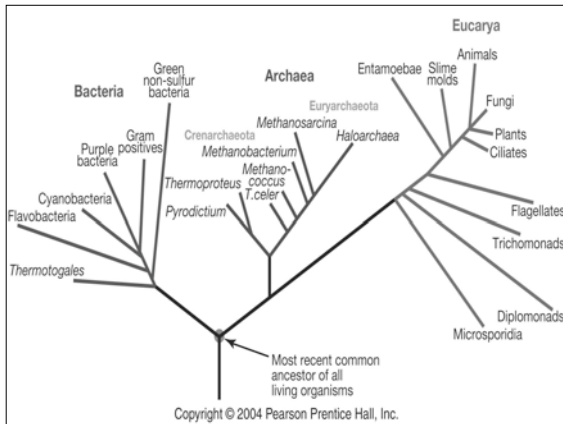 Eucarya
Animals
Slime
molds
Entamoebae
Green
non-sulfur
bacteria
Archaea
Bacteria
Euryarchaeota
Fungi
Methanosarcina
Gram
positives
Crenarchaeota
Haloarchaea
Plants
Purple
bacteria
Methanobacterium
Ciliates
Methano-
coccus
Thermoproteus
T.celer
Cyanobacteria
Pyrodictium
Flagellates
Flavobacteria
Trichomonads
Thermotogales
Diplomonads
Microsporidia
Most recent common
ancestor of all
living organisms
Copyright © 2004 Pearson Prentice Hall, Inc.